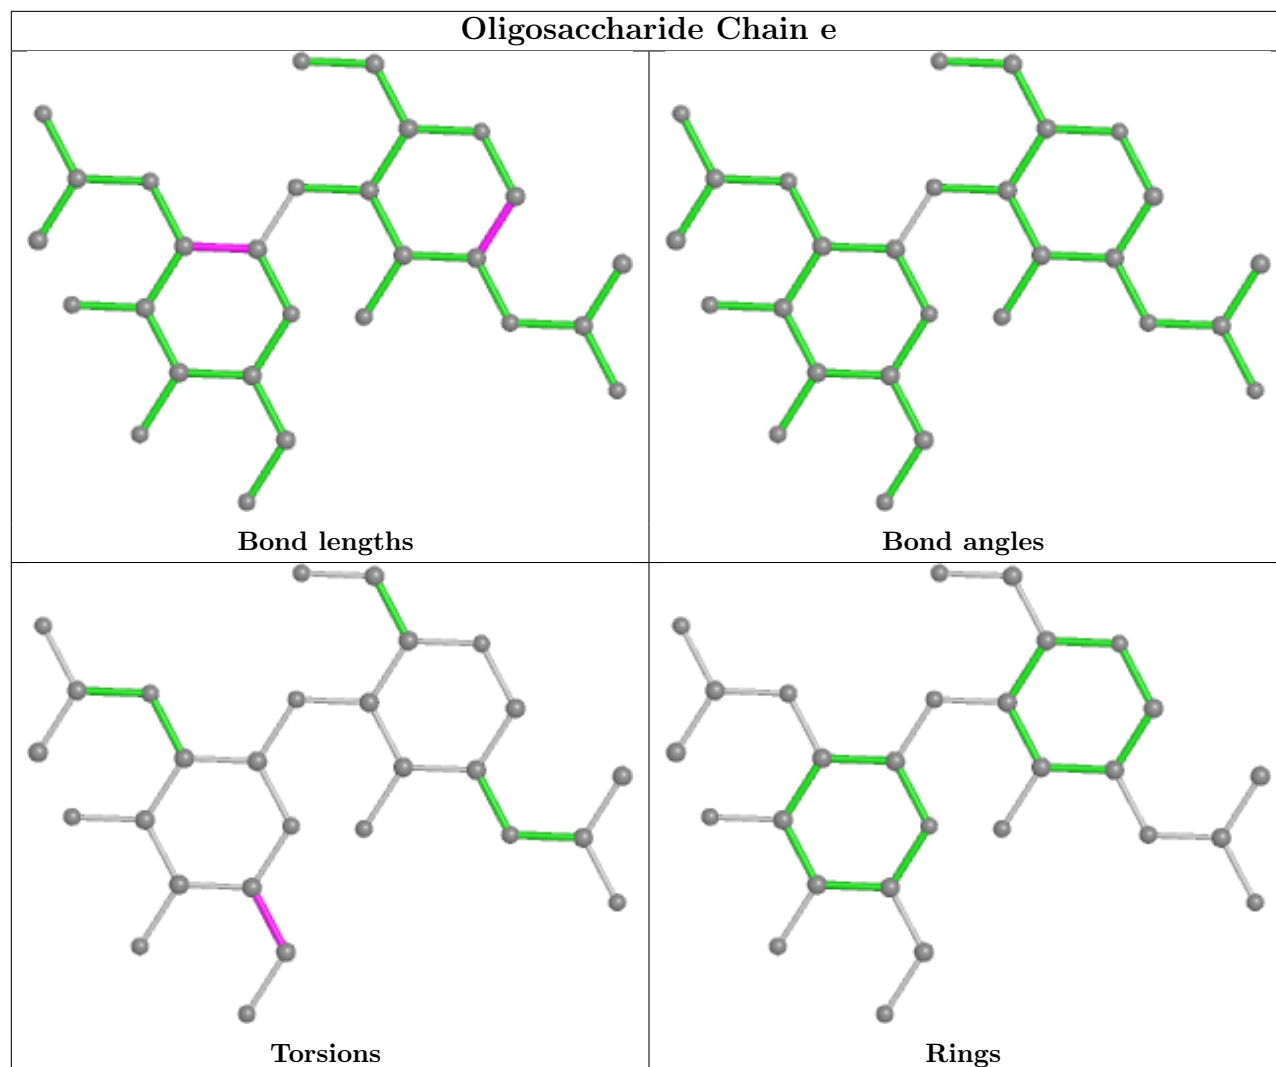 Oligosaccharide Chain e
Bond lengths
Bond angles
Torsions
Rings